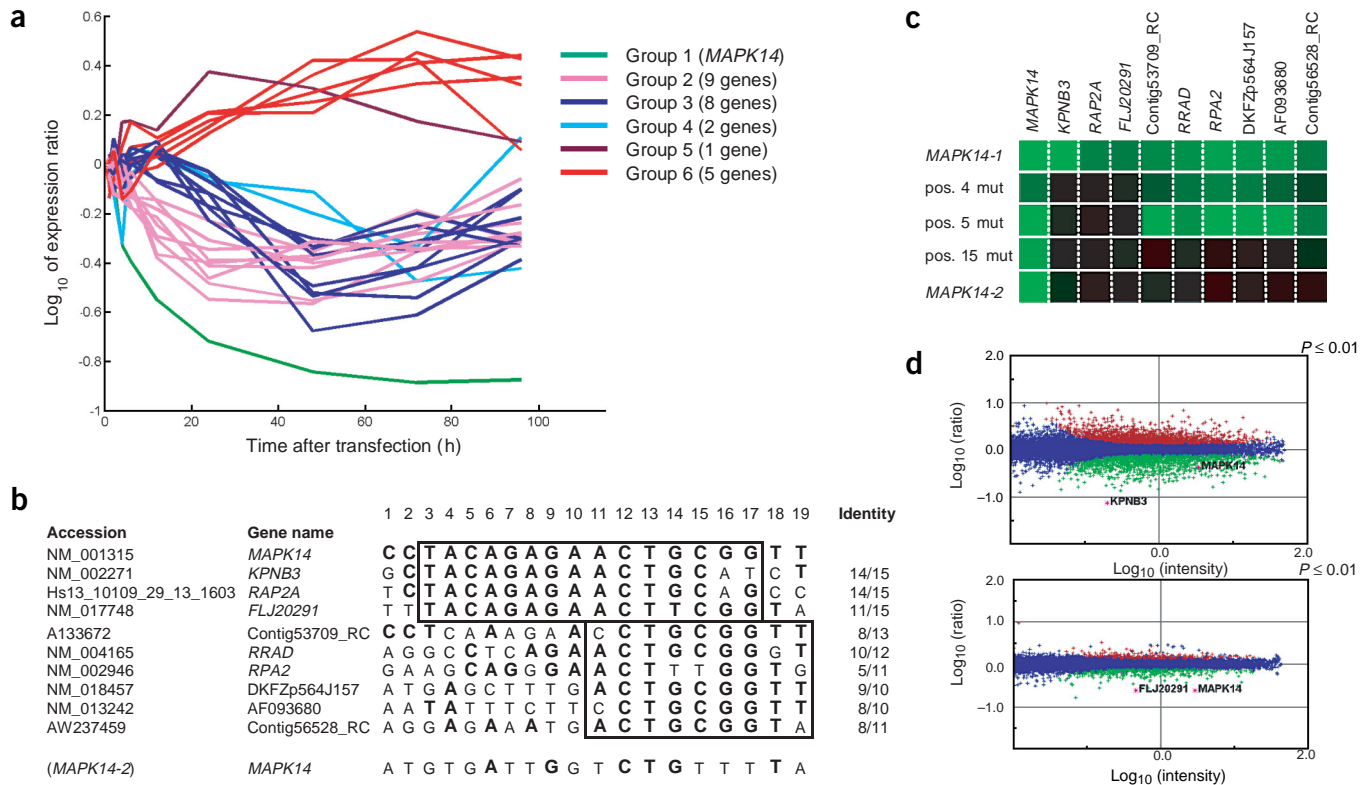 a
0.6
0.4
0.2
0
-0.2
-0.4
-0.6
-0.8
-1
0 20 40 60 80 100
Log10 of expression ratio
Time after transfection (h)
Group 1 (MAPK14)
Group 2 (9 genes)
Group 3 (8 genes)
Group 4 (2 genes)
Group 5 (1 gene)
Group 6 (5 genes)
b
1 2 3 4 5 6 7 8 9 10 11 12 13 14 15 16 17 18 19
Accession Gene name Identity
NM_001315 MAPK14 C C T A C A G A G A A C T G C G G T T
NM_002271 KPNB3 G C T A C A G A G A A C T G C A T C T 14/15
Hs13_10109_29_13_1603 RAP2A T C T A C A G A G A A C T G C A G C C 14/15
NM_017748 FLJ20291 T T T A C A G A G A A C T T C G G T A 11/15
A133672 Contig53709_RC C C T C A A A G A A C C T G C G G T T 8/13
NM_004165 RRAD A G G C C T C A G A A C T G C G G G T 10/12
NM_002946 RPA2 G A A G C A G G G A A C T T T G G T G 5/11
NM_018457 DKFZp564J157 A T G A G C T T T G A C T G C G G T T 9/10
NM_013242 AF093680 A A T A T T T C T T C C T G C G G T T 8/10
AW237459 Contig56528_RC A G G A G A A A T G A C T G C G G T A 8/11
(MAPK14-2) MAPK14 A T G T G A T T G G T C T G T T T T A
c
MAPK14
KPNB3
RAP2A
FLJ20291
Contig53709_RC
RRAD
RPA2
DKFZp564J157
AF093680
Contig56528_RC
MAPK14-1
pos. 4 mut
pos. 5 mut
pos. 15 mut
MAPK14-2
d
P ≤ 0.01
2.0
1.0
0.0
–1.0
Log10 (ratio)
MAPK14
KPNB3
0.0 2.0
Log10 (intensity)
P ≤ 0.01
2.0
1.0
0.0
–1.0
Log10 (ratio)
FLJ20291 MAPK14
0.0 2.0
Log10 (intensity)